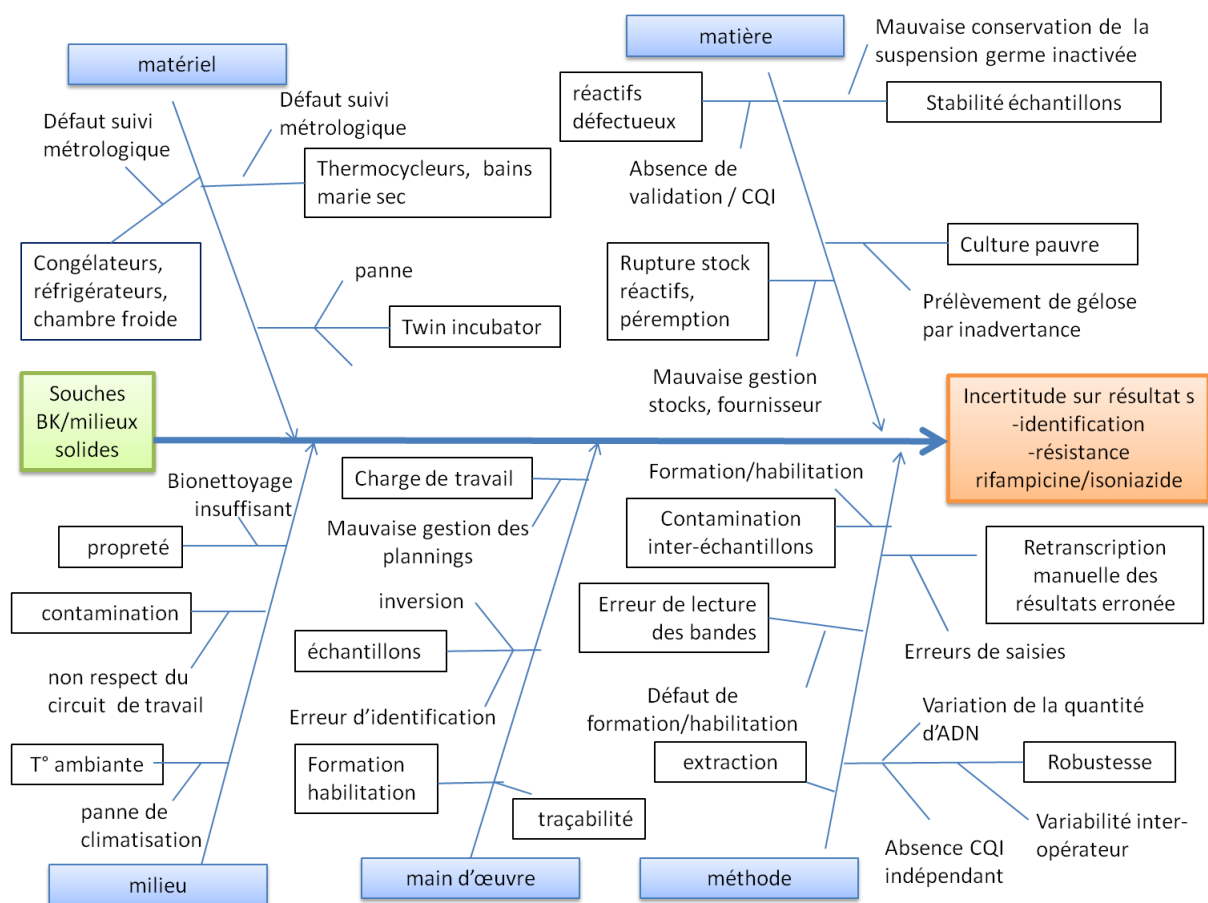 matériel
matière
Mauvaise conservation de la
suspension germe inactivée
réactifs
défectueux
Stabilité échantillons
Défaut suivi
métrologique
Défaut suivi
métrologique
Thermocycleurs, bains
marie sec
Absence de
validation / CQI
Congélateurs,
réfrigérateurs,
chambre froide
panne
Twin incubator
Rupture stock
réactifs,
péremption
Culture pauvre
Prélèvement de gélose
par inadvertance
Mauvaise gestion
stocks, fournisseur
Souches
BK/milieux
solides
Incertitude sur résultat s
-identification
-résistance
rifampicine/isoniazide
Bionettoyage
insuffisant
propreté
Charge de travail
Mauvaise gestion des
plannings
Formation/habilitation
Contamination
inter-échantillons
Retranscription
manuelle des
résultats erronée
contamination
inversion
Erreur de lecture
des bandes
échantillons
Erreurs de saisies
non respect du
circuit de travail
Erreur d’identification
Défaut de
formation/habilitation
Variation de la quantité
d’ADN
T° ambiante
Formation
habilitation
extraction
Robustesse
panne de
climatisation
traçabilité
Absence CQI
indépendant
Variabilité inter-
opérateur
milieu
main d’œuvre
méthode